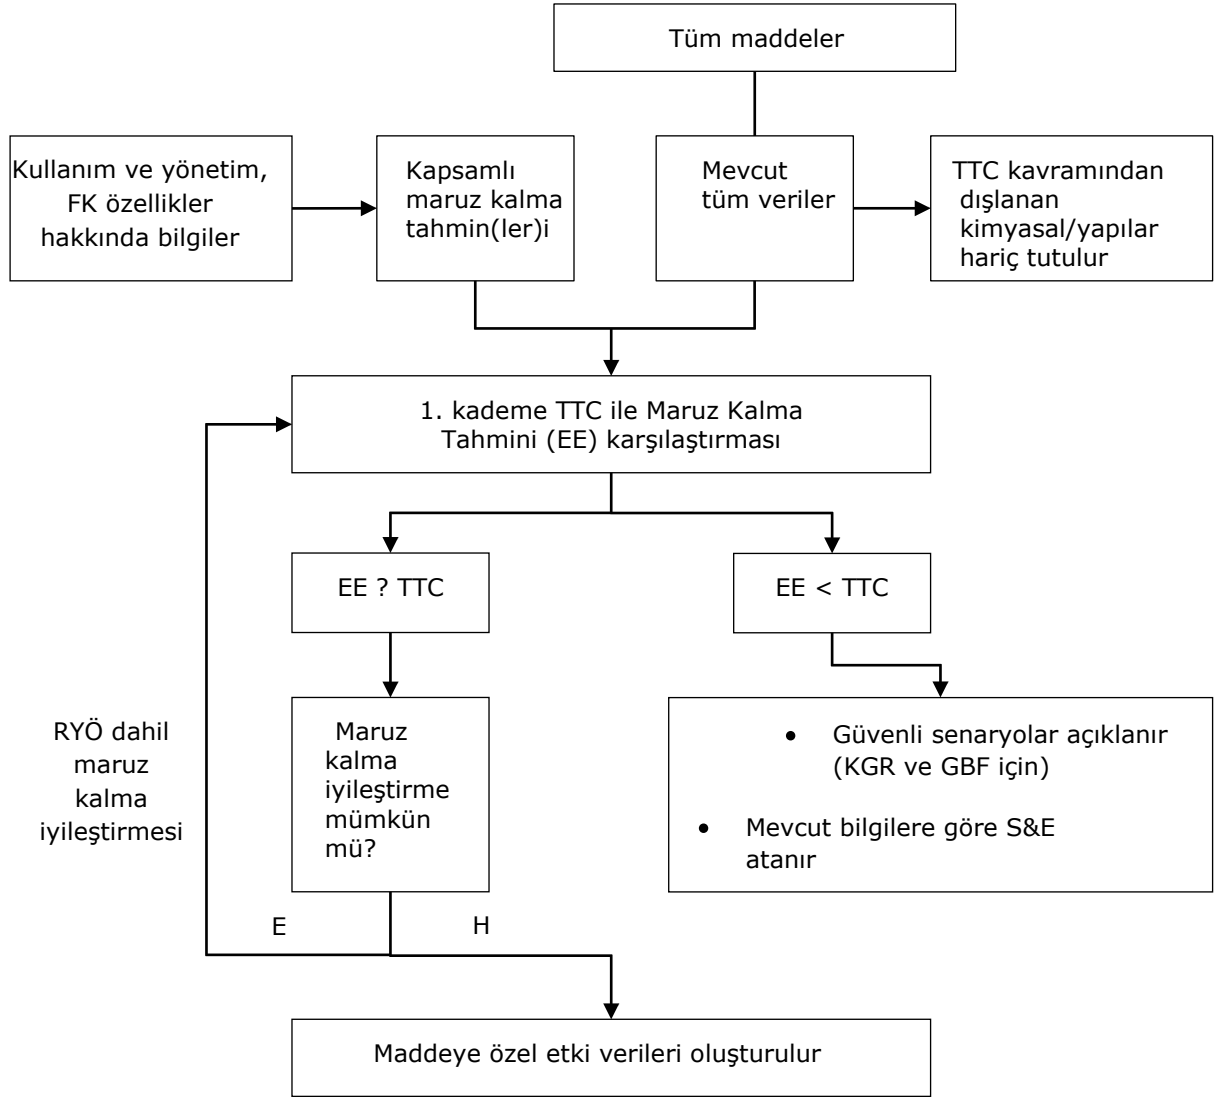 Tüm maddeler
Kullanım ve yönetim,
FK özellikler
hakkında bilgiler
Kapsamlı
maruz kalma
tahmin(ler)i
Mevcut
tüm veriler
TTC kavramından
dışlanan
kimyasal/yapılar
hariç tutulur
1. kademe TTC ile Maruz Kalma
Tahmini (EE) karşılaştırması
EE ? TTC
EE < TTC
RYÖ dahil
maruz
kalma
iyileştirmesi
Maruz
kalma
iyileştirme
mümkün
mü?
• Güvenli senaryolar açıklanır
(KGR ve GBF için)
• Mevcut bilgilere göre S&E
atanır
E
H
Maddeye özel etki verileri oluşturulur